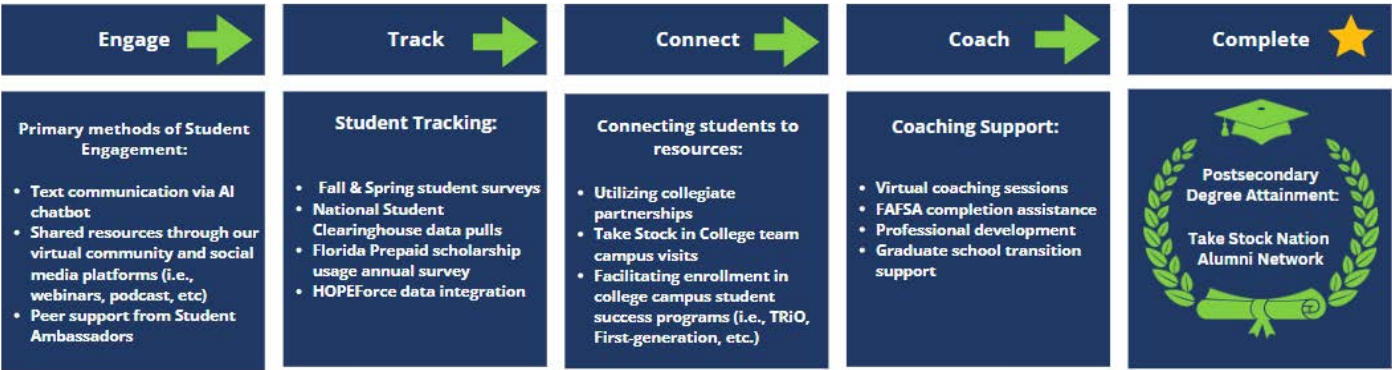 Engage
Track
Connect
Coach
Complete
Primary methods of Student
Engagement:
• Text communication via AI
chatbot
• Shared resources through our
virtual community and social
media platforms (i.e.,
webinars, podcast, etc)
• Peer support from Student
Ambassadors
Student Tracking:
• Fall & Spring student surveys
• National Student
Clearinghouse data pulls
• Florida Prepaid scholarship
usage annual survey
• HOPEForce data integration
Connecting students to
resources:
• Utilizing collegiate
partnerships
• Take Stock in College team
campus visits
• Facilitating enrollment in
college campus student
success programs (i.e., TRiO,
First-generation, etc.)
Coaching Support:
• Virtual coaching sessions
• FAFSA completion assistance
• Professional development
• Graduate school transition
support
Postsecondary
Degree Attainment:
Take Stock Nation
Alumni Network